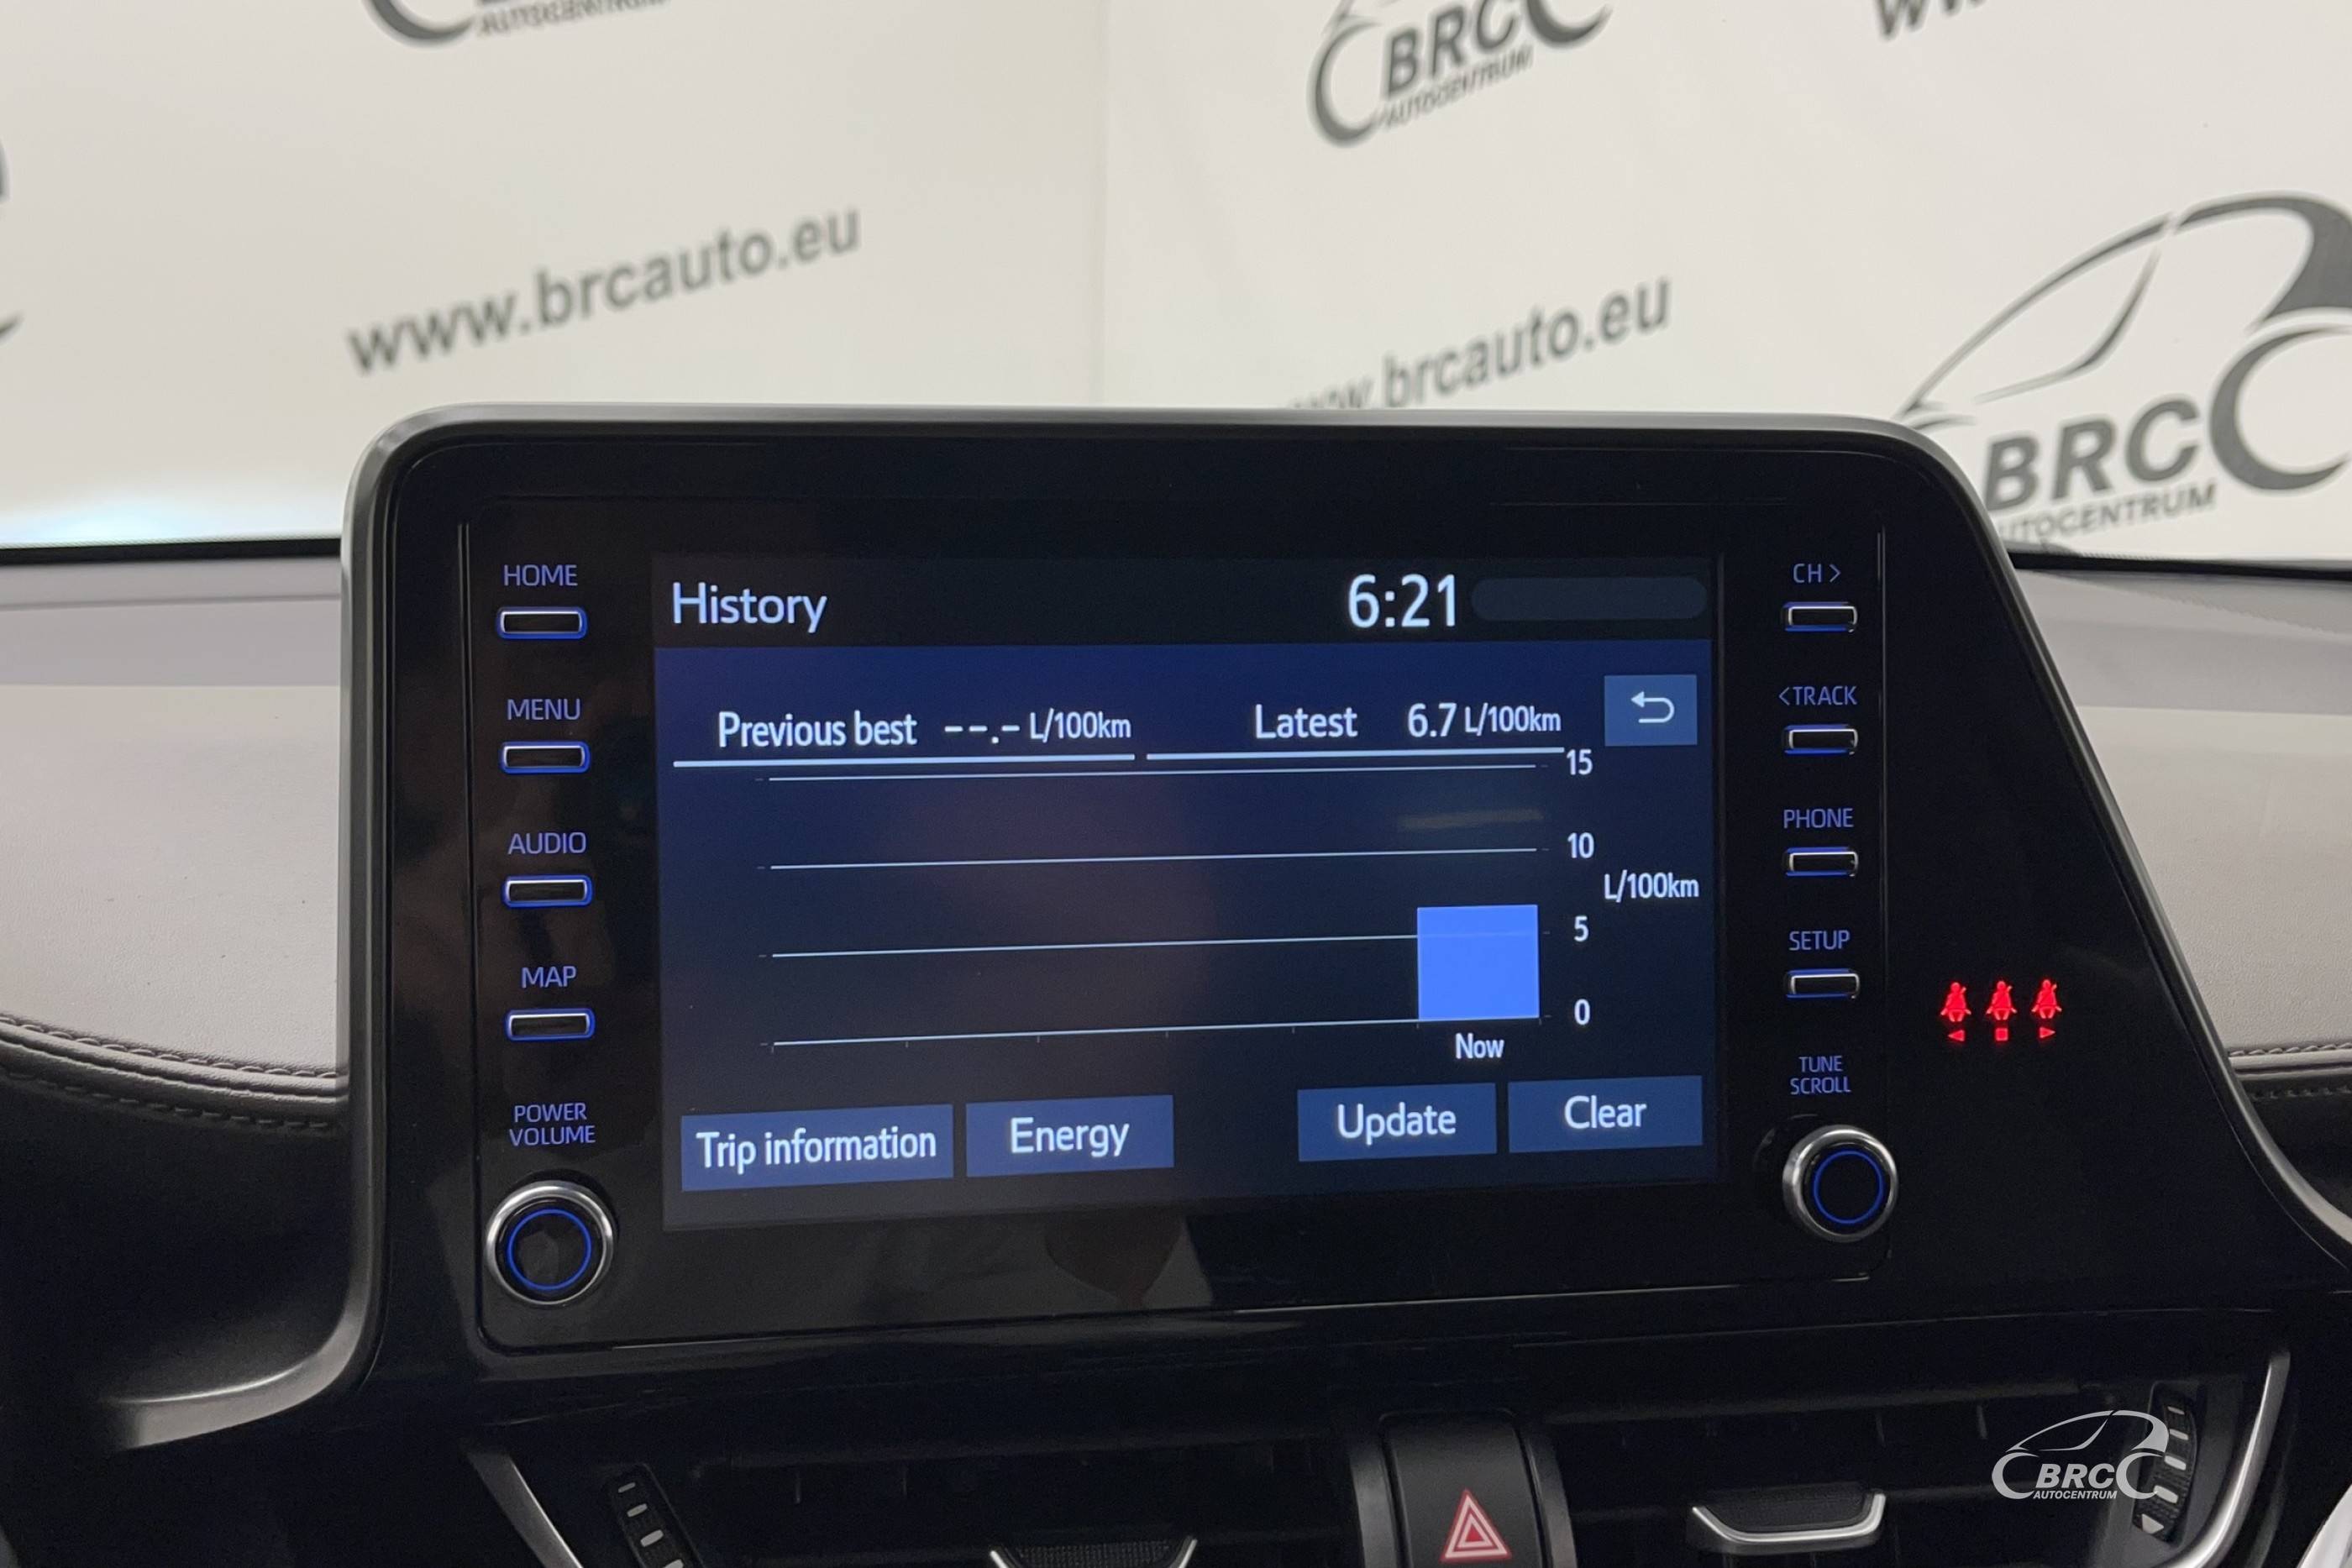 AUTOCENTRUM
BRC
AUTOCENTRUM
www.brcauto.eu
www.brcauto.eu
BRC
AUTOCENTRUM
HOME
MENU
AUDIO
MAP
POWER
VOLUME
History
6:21
Previous best --.- L/100km
Latest 6.7 L/100km
15
10
L/100km
5
0
Now
Trip information
Energy
Update
Clear
CH >
<TRACK
PHONE
SETUP
TUNE
SCROLL
BRC
AUTOCENTRUM